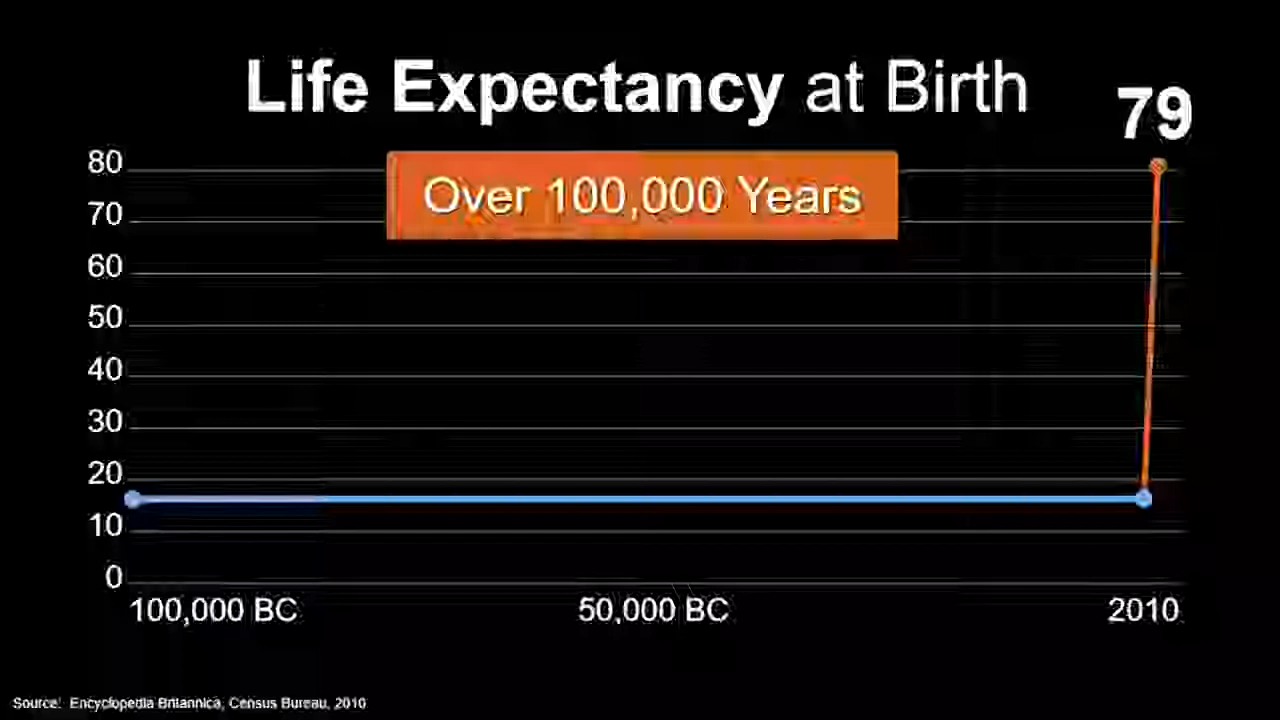 Life Expectancy at Birth
79
Over 100,000 Years
80
70
60
50
40
30
20
10
0
100,000 BC 50,000 BC 2010
Source: Encyclopedia Britannica, Census Bureau, 2010